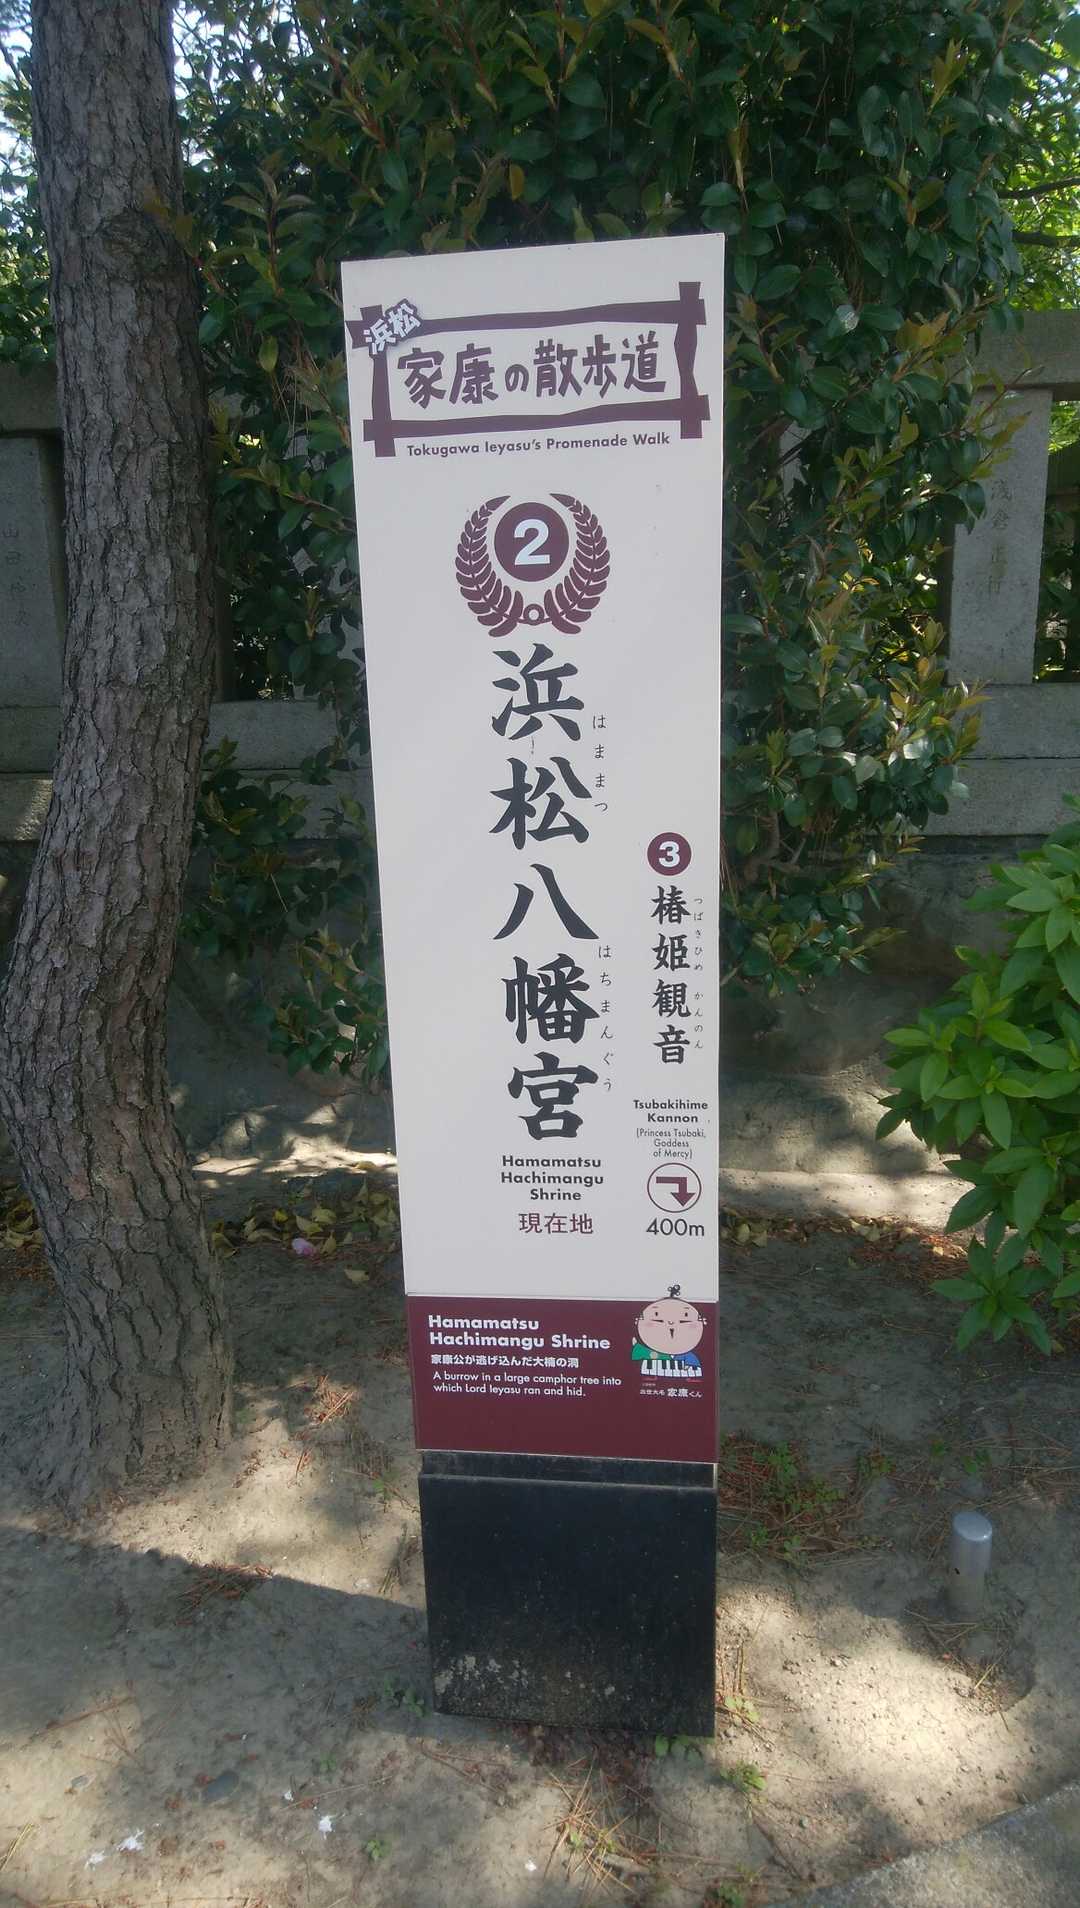 浜松
家康の散歩道
Tokugawa Ieyasu's Promenade Walk
2
浜松八幡宮
はままつ
はちまんぐう
Hamamatsu
Hachimangu
Shrine
現在地
3
椿姫観音
つばきひめ
かんのん
Tsubakihime
Kannon
(Princess Tsubaki,
Goddess
of Mercy)
400m
Hamamatsu
Hachimangu Shrine
家康公が逃げ込んだ大楠の洞
A burrow in a large camphor tree into
which Lord Ieyasu ran and hid.
出世大名 家康くん